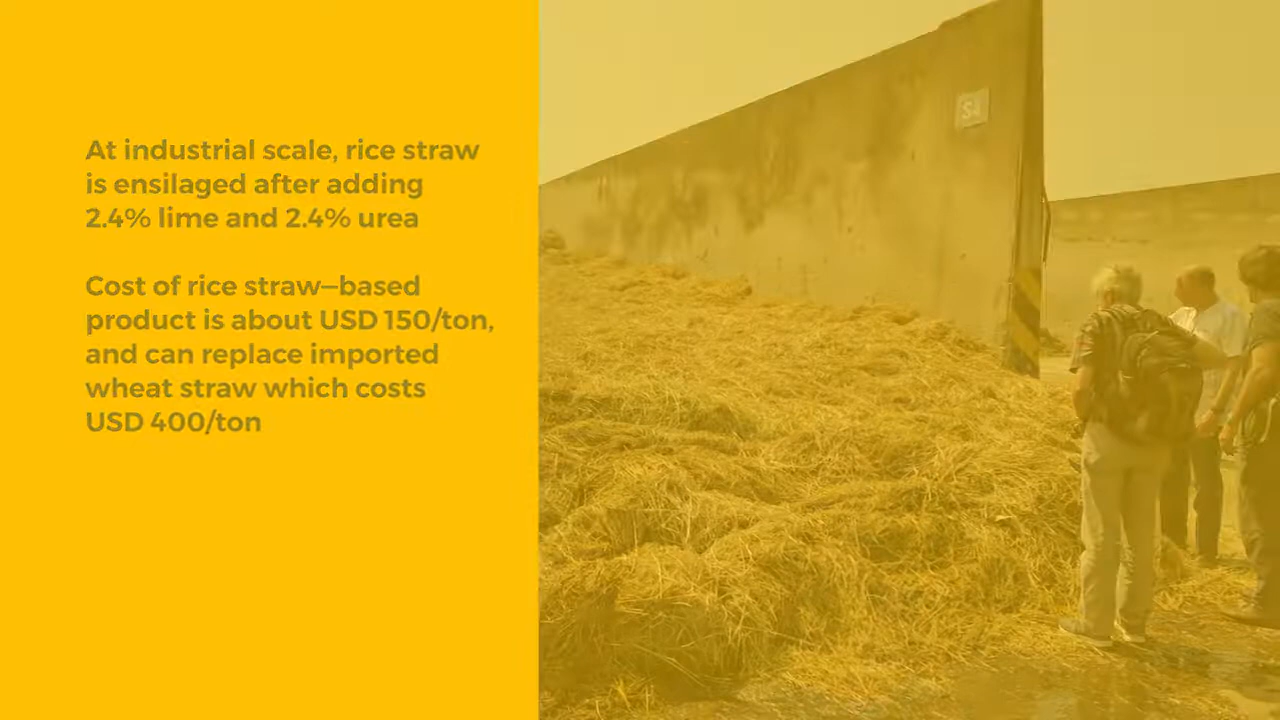 At industrial scale, rice straw
is ensilaged after adding
2.4% lime and 2.4% urea
Cost of rice straw—based
product is about USD 150/ton,
and can replace imported
wheat straw which costs
USD 400/ton